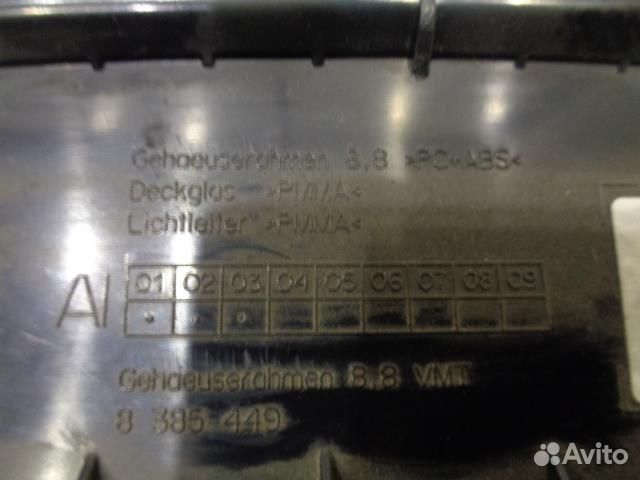 Gehaeuserahmen 8,8 >PC+ABS<
Deckglas >PMMA<
Lichtleiter >PMMA<
AI 01 02 03 04 05 06 07 08 09
Gehaeuserahmen 8,8 VMT
8 385 449
Avito